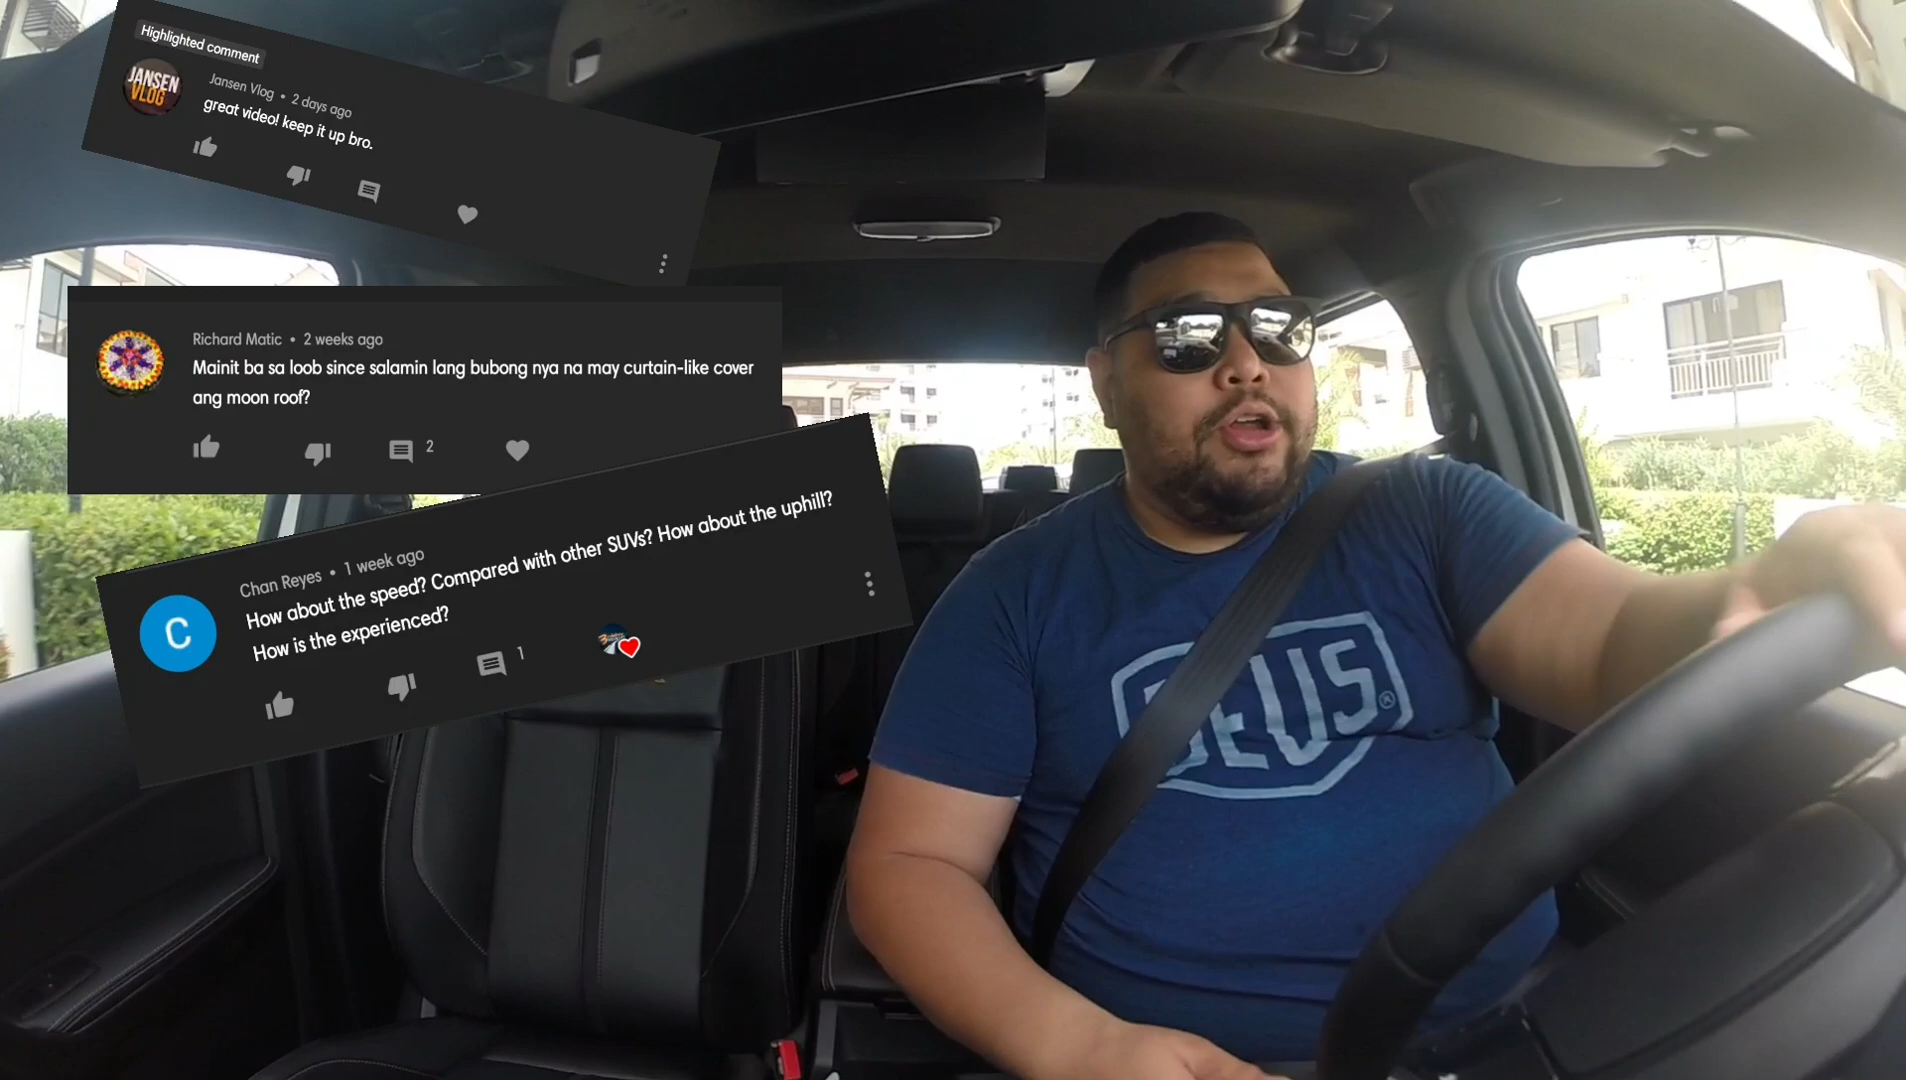 Highlighted comment
JANSEN
VLOG
Jansen Vlog • 2 days ago
great video! keep it up bro.
Richard Matic • 2 weeks ago
Mainit ba sa loob since salamin lang bubong nya na may curtain-like cover
ang moon roof?
2
C
Chan Reyes • 1 week ago
How about the speed? Compared with other SUVs? How about the uphill?
How is the experienced?
1
DEUS®